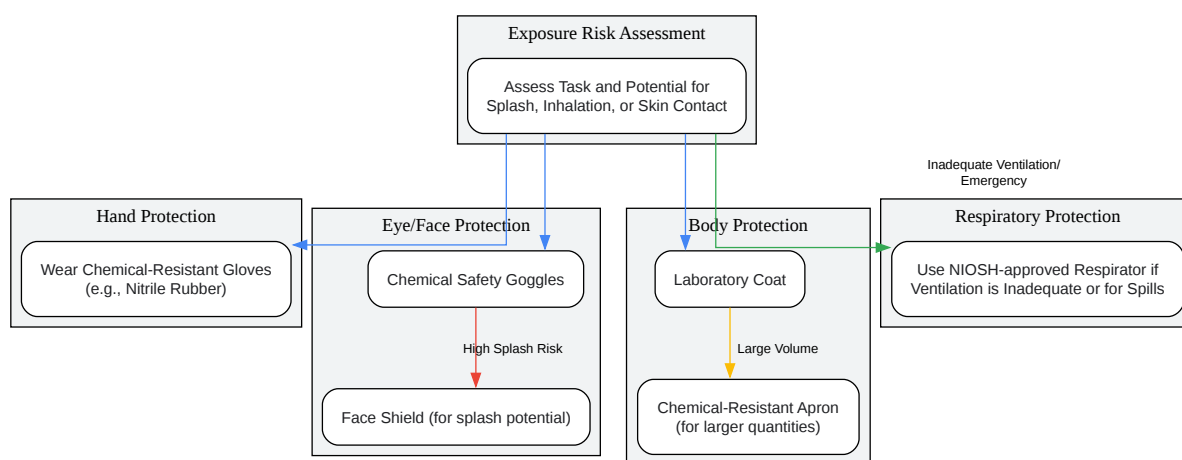 Exposure Risk Assessment
Assess Task and Potential for
Splash, Inhalation, or Skin Contact
Inadequate Ventilation/
Emergency
Hand Protection
Wear Chemical-Resistant Gloves
(e.g., Nitrile Rubber)
Eye/Face Protection
Chemical Safety Goggles
High Splash Risk
Face Shield (for splash potential)
Body Protection
Laboratory Coat
Large Volume
Chemical-Resistant Apron
(for larger quantities)
Respiratory Protection
Use NIOSH-approved Respirator if
Ventilation is Inadequate or for Spills